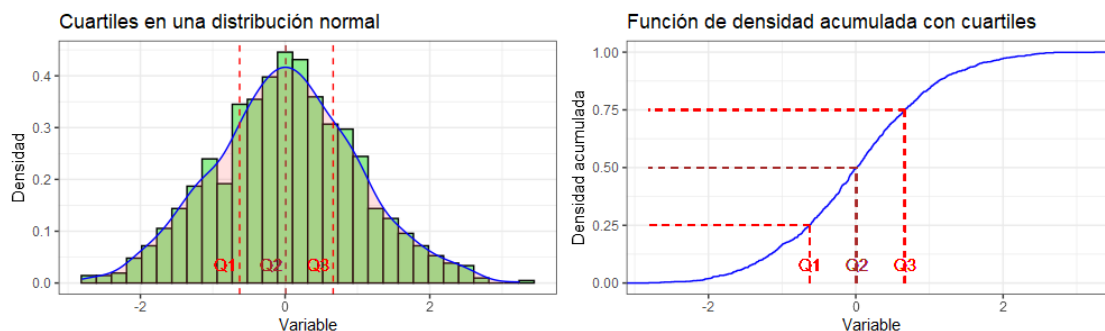 Cuartiles en una distribución normal
Densidad
0.4
0.3
0.2
0.1
0.0
Q1
Q2
Q3
-2
0
2
Variable
Función de densidad acumulada con cuartiles
Densidad acumulada
1.00
0.75
0.50
0.25
0.00
Q1
Q2
Q3
-2
0
2
Variable